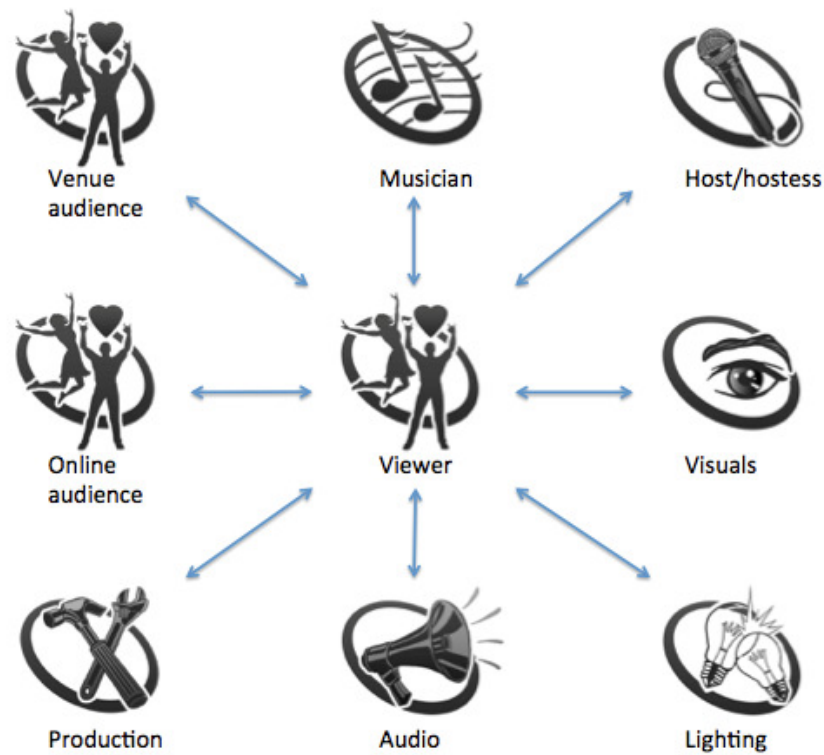 Venue
audience
Musician
Host/hostess
Online
audience
Viewer
Visuals
Production
Audio
Lighting